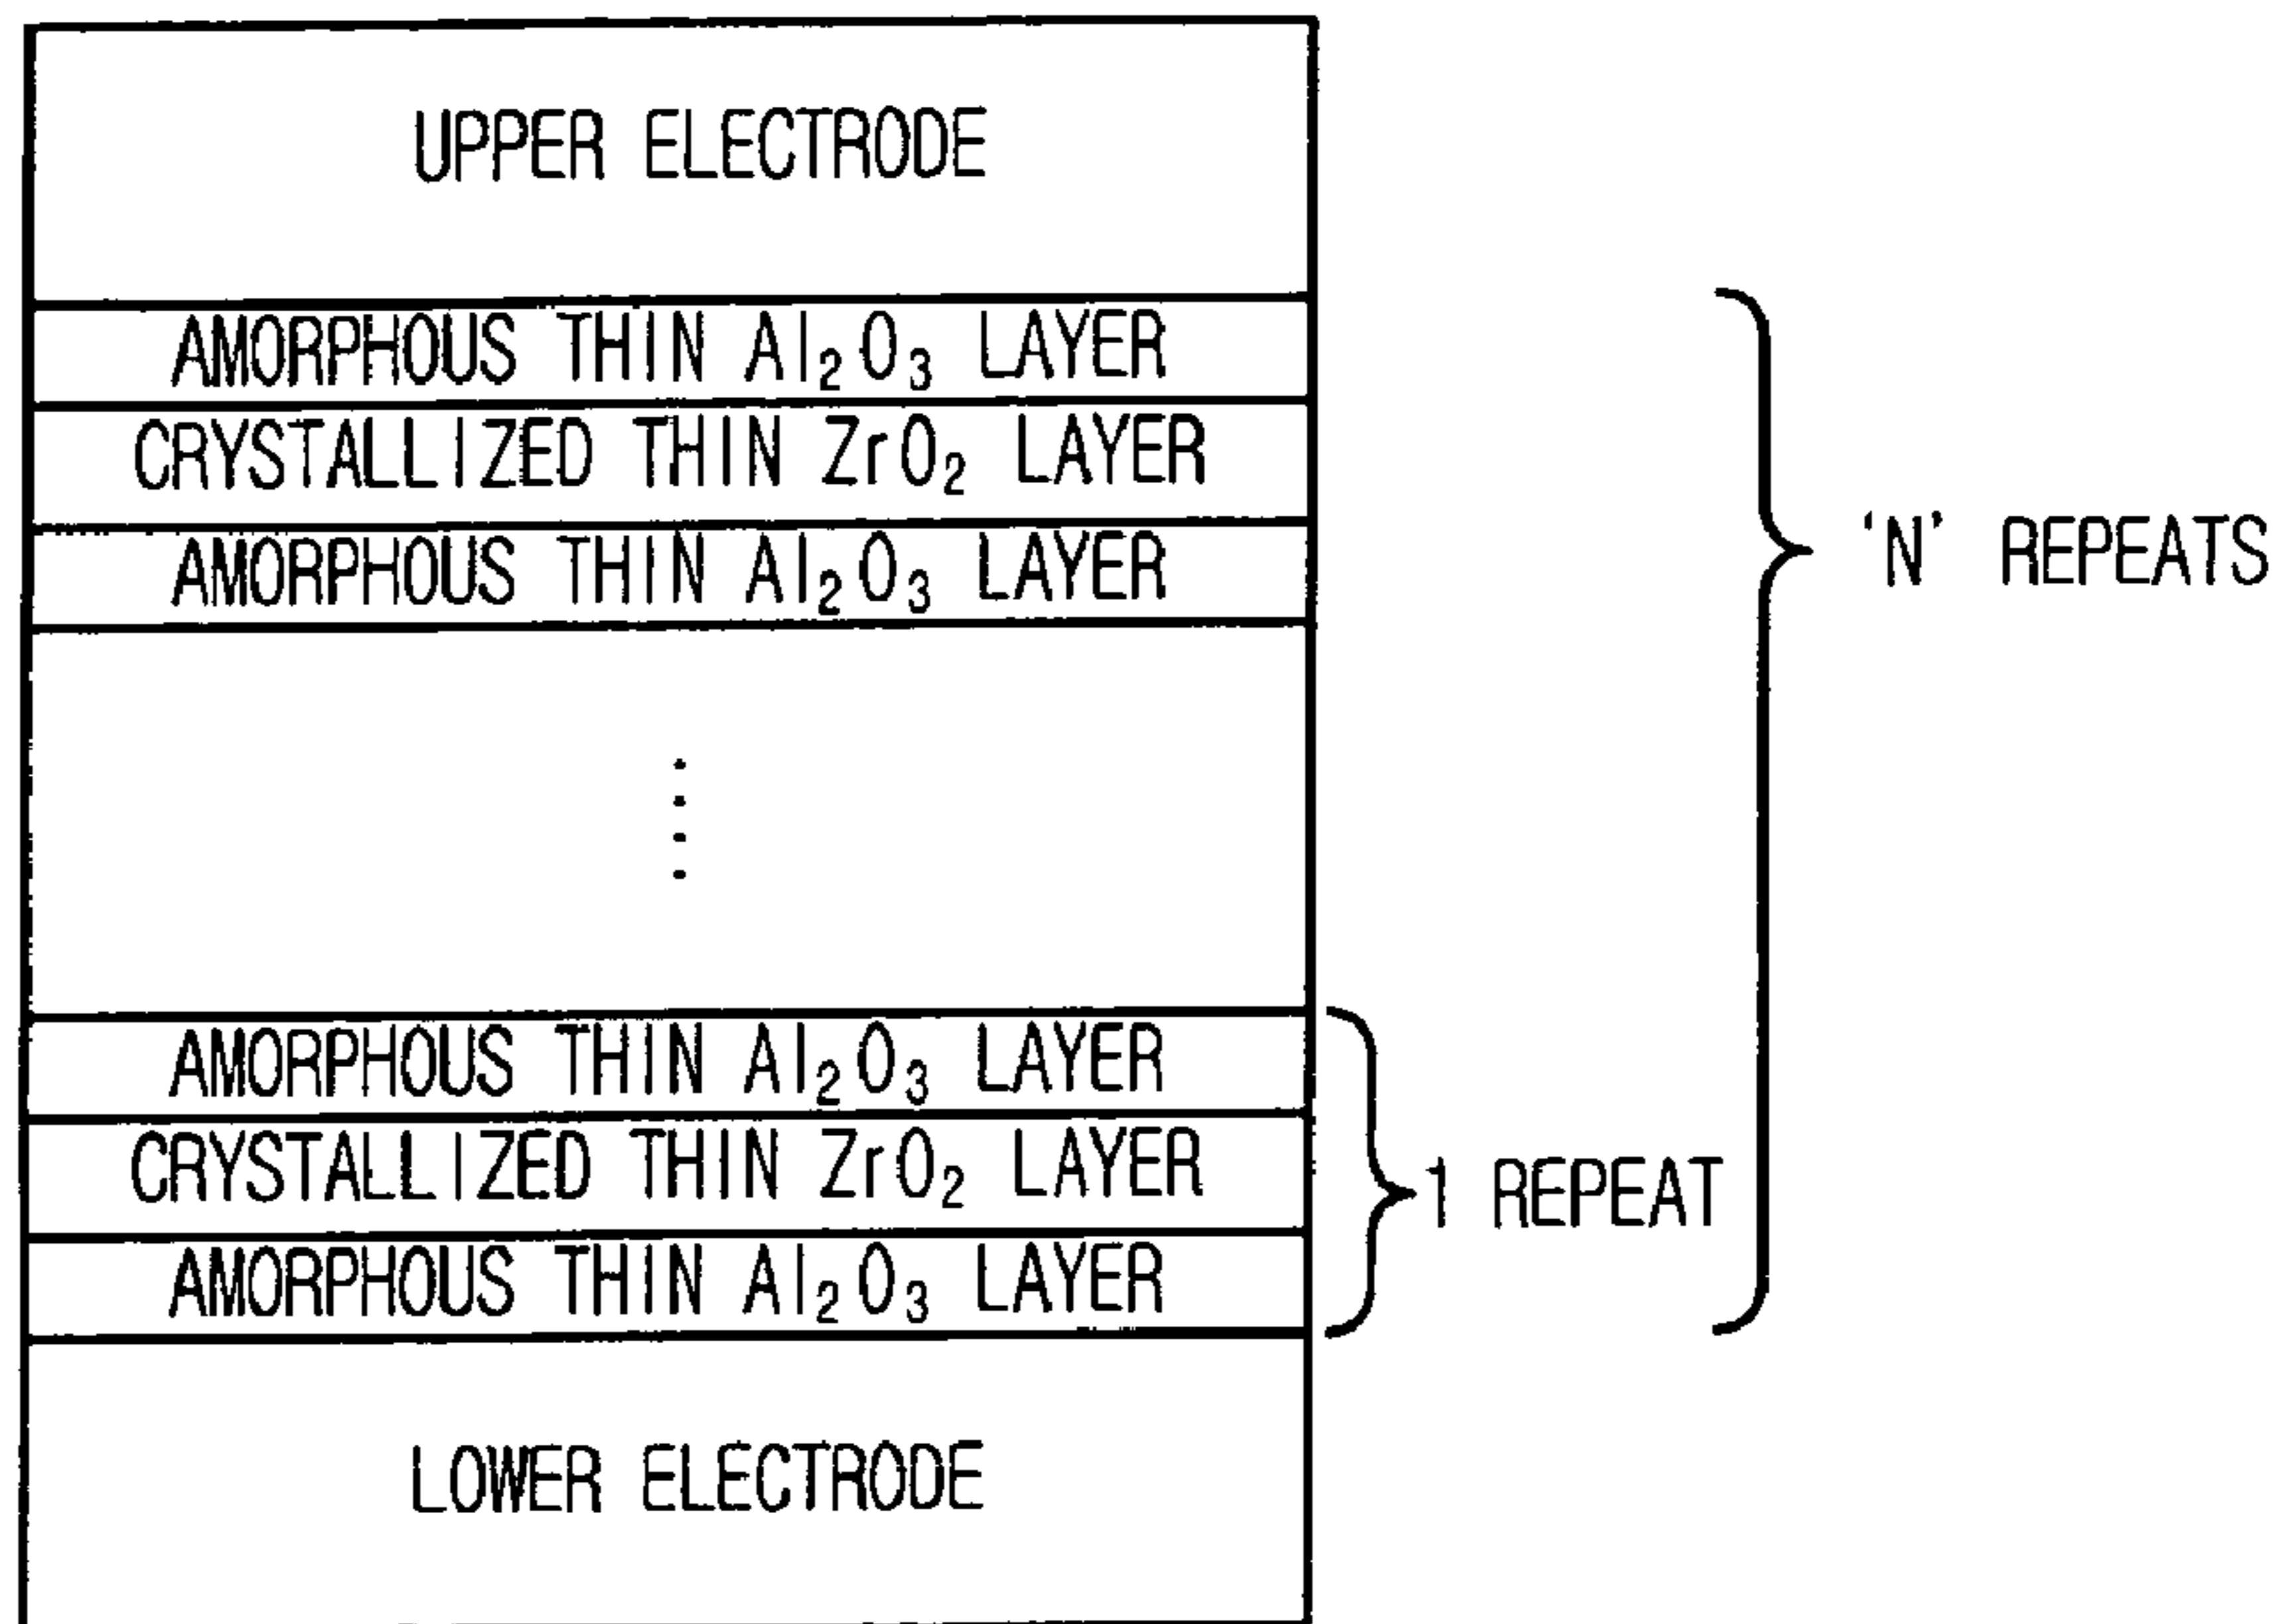 UPPER ELECTRODE
AMORPHOUS THIN Al₂O₃ LAYER
CRYSTALLIZED THIN ZrO₂ LAYER
AMORPHOUS THIN Al₂O₃ LAYER
'N' REPEATS
AMORPHOUS THIN Al₂O₃ LAYER
CRYSTALLIZED THIN ZrO₂ LAYER
1 REPEAT
AMORPHOUS THIN Al₂O₃ LAYER
LOWER ELECTRODE